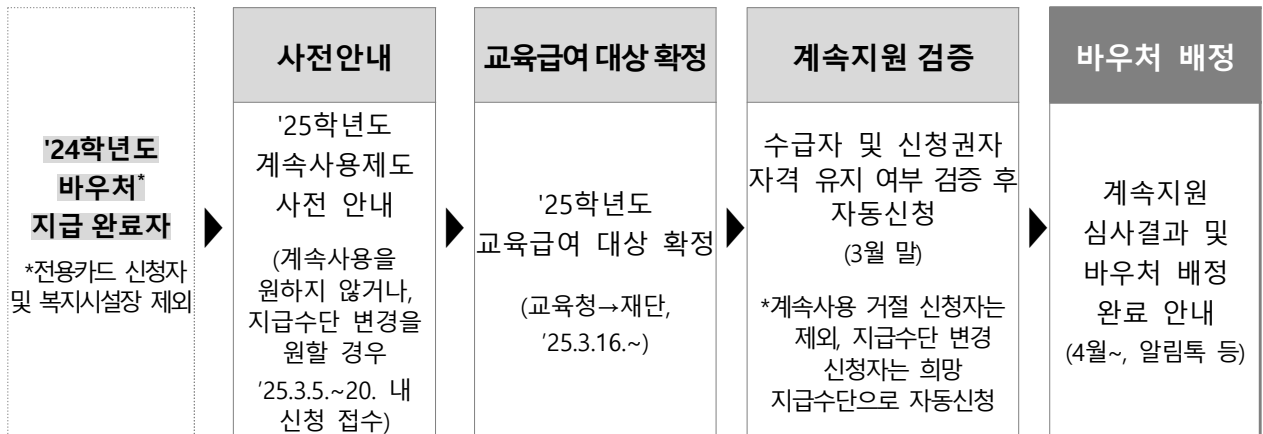 '24학년도
바우처*
지급 완료자
*전용카드 신청자
및 복지시설장 제외
사전안내
'25학년도
계속사용제도
사전 안내
(계속사용을
원하지 않거나,
지급수단 변경을
원할 경우
'25.3.5.~20. 내
신청 접수)
교육급여 대상 확정
'25학년도
교육급여 대상 확정
(교육청→재단,
'25.3.16.~)
계속지원 검증
수급자 및 신청권자
자격 유지 여부 검증 후
자동신청
(3월 말)
*계속사용 거절 신청자는
제외, 지급수단 변경
신청자는 희망
지급수단으로 자동신청
바우처 배정
계속지원
심사결과 및
바우처 배정
완료 안내
(4월~, 알림톡 등)